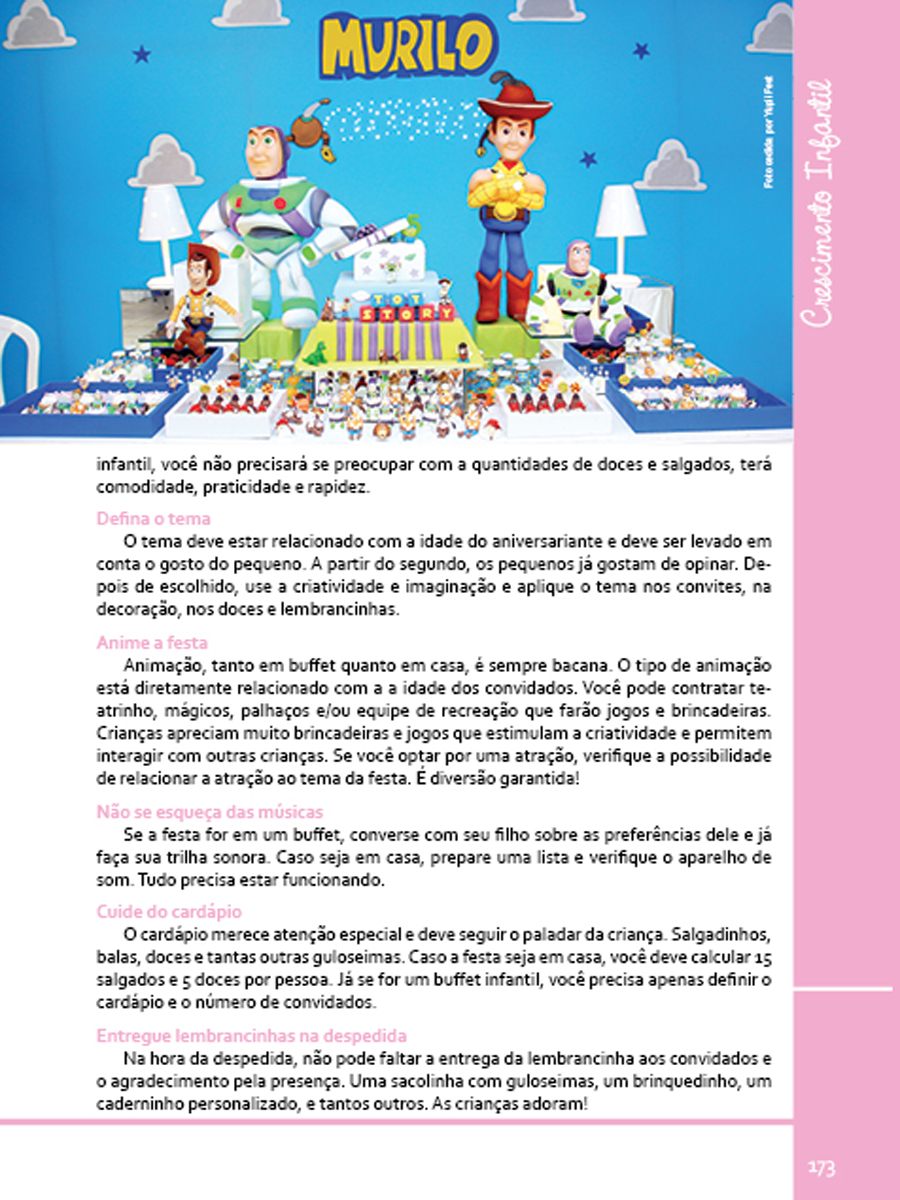 MURILO
Foto cedida por Yupi Fest
Crescimento Infantil
TOY
STORY
infantil, você não precisará se preocupar com a quantidades de doces e salgados, terá
comodidade, praticidade e rapidez.
Defina o tema
O tema deve estar relacionado com a idade do aniversariante e deve ser levado em
conta o gosto do pequeno. A partir do segundo, os pequenos já gostam de opinar. De-
pois de escolhido, use a criatividade e imaginação e aplique o tema nos convites, na
decoração, nos doces e lembrancinhas.
Anime a festa
Animação, tanto em buffet quanto em casa, é sempre bacana. O tipo de animação
está diretamente relacionado com a a idade dos convidados. Você pode contratar te-
atrinho, mágicos, palhaços e/ou equipe de recreação que farão jogos e brincadeiras.
Crianças apreciam muito brincadeiras e jogos que estimulam a criatividade e permitem
interagir com outras crianças. Se você optar por uma atração, verifique a possibilidade
de relacionar a atração ao tema da festa. É diversão garantida!
Não se esqueça das músicas
Se a festa for em um buffet, converse com seu filho sobre as preferências dele e já
faça sua trilha sonora. Caso seja em casa, prepare uma lista e verifique o aparelho de
som. Tudo precisa estar funcionando.
Cuide do cardápio
O cardápio merece atenção especial e deve seguir o paladar da criança. Salgadinhos,
balas, doces e tantas outras guloseimas. Caso a festa seja em casa, você deve calcular 15
salgados e 5 doces por pessoa. Já se for um buffet infantil, você precisa apenas definir o
cardápio e o número de convidados.
Entregue lembrancinhas na despedida
Na hora da despedida, não pode faltar a entrega da lembrancinha aos convidados e
o agradecimento pela presença. Uma sacolinha com guloseimas, um brinquedinho, um
caderninho personalizado, e tantos outros. As crianças adoram!
173